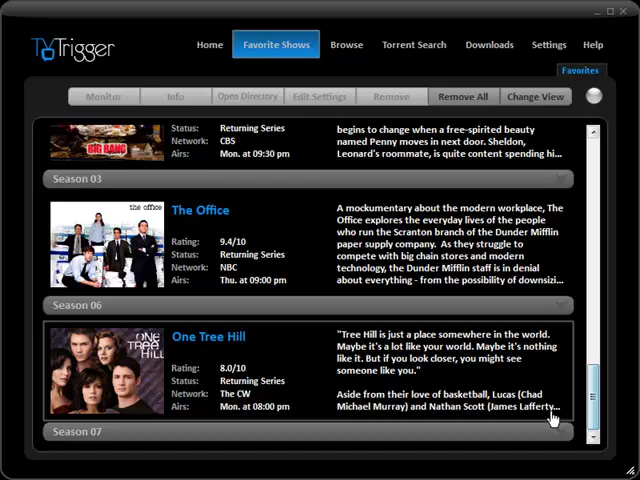 TVTrigger
Home
Favorite Shows
Browse
Torrent Search
Downloads
Settings
Help
Favorites
Monitor
Info
Open Directory
Edit Settings
Remove
Remove All
Change View
BIG BANG
Status: Returning Series
Network: CBS
Airs: Mon. at 09:30 pm
begins to change when a free-spirited beauty
named Penny moves in next door. Sheldon,
Leonard's roommate, is quite content spending hi...
Season 03
the office
The Office
Rating: 9.4/10
Status: Returning Series
Network: NBC
Airs: Thu. at 09:00 pm
A mockumentary about the modern workplace, The
Office explores the everyday lives of the people
who run the Scranton branch of the Dunder Mifflin
paper supply company. As they struggle to
compete with big chain stores and modern
technology, the Dunder Mifflin staff is in denial
about everything - from the possibility of downsizi...
Season 06
ONE
TREE
HILL
One Tree Hill
Rating: 8.0/10
Status: Returning Series
Network: The CW
Airs: Mon. at 08:00 pm
"Tree Hill is just a place somewhere in the world.
Maybe it's a lot like your world. Maybe it's nothing
like it. But if you look closer, you might see
someone like you."
Aside from their love of basketball, Lucas (Chad
Michael Murray) and Nathan Scott (James Lafferty...
Season 07